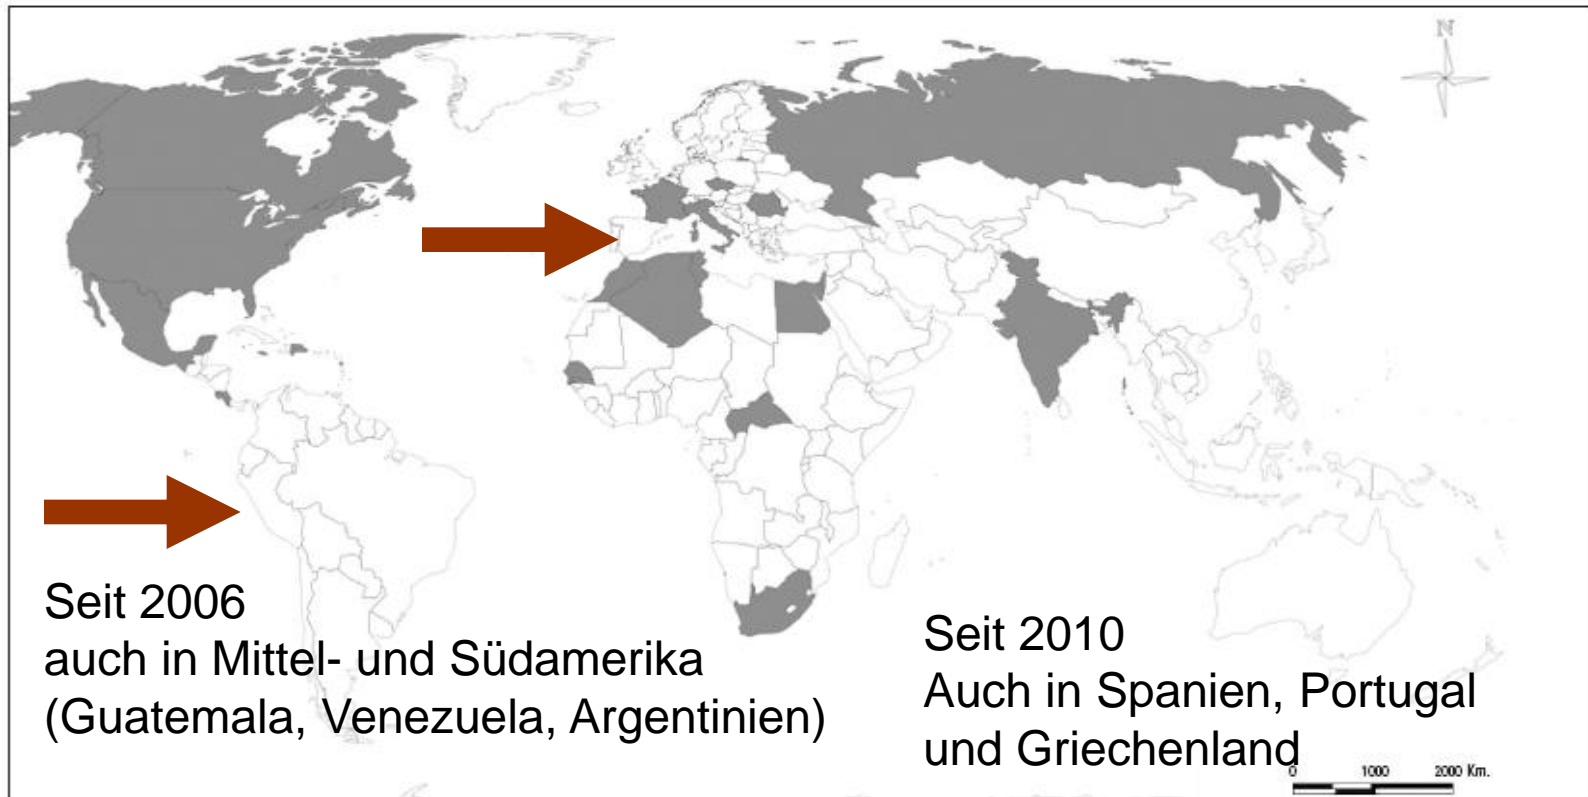 N
Seit 2006
auch in Mittel- und Südamerika
(Guatemala, Venezuela, Argentinien)
Seit 2010
Auch in Spanien, Portugal
und Griechenland
0 1000 2000 Km.